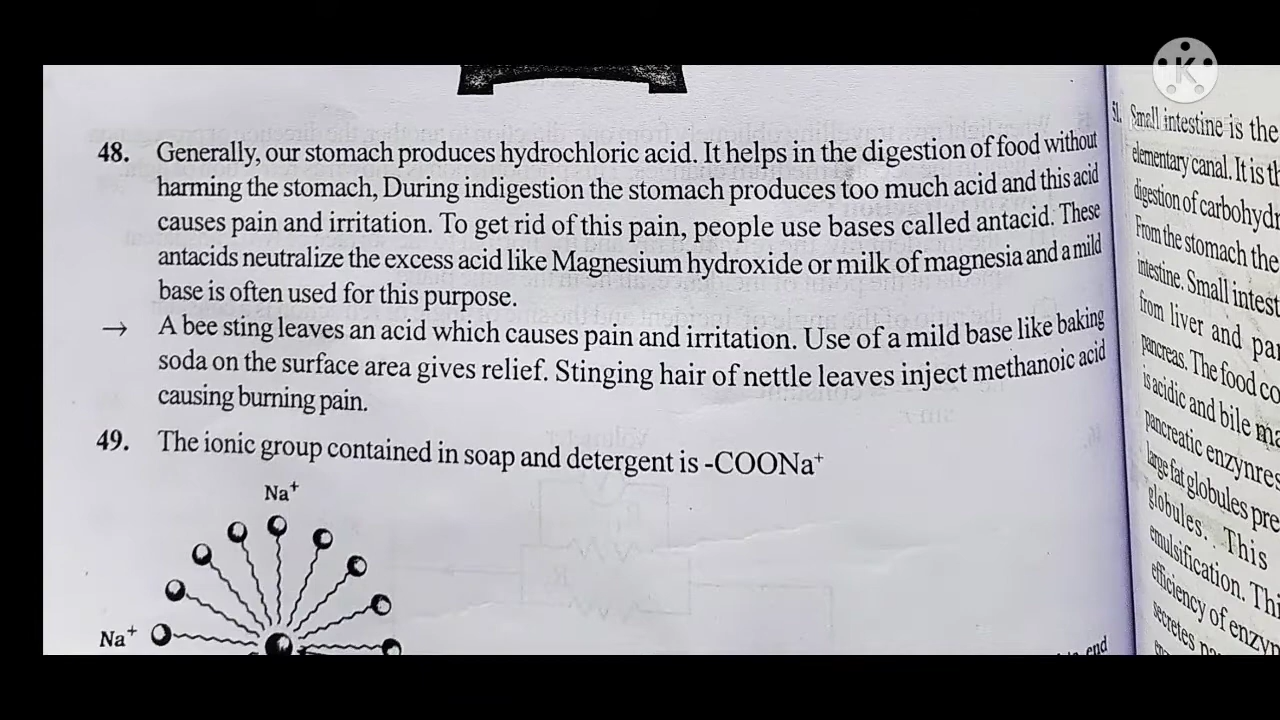 48. Generally, our stomach produces hydrochloric acid. It helps in the digestion of food without
harming the stomach, During indigestion the stomach produces too much acid and this acid
causes pain and irritation. To get rid of this pain, people use bases called antacid. These
antacids neutralize the excess acid like Magnesium hydroxide or milk of magnesia and a mild
base is often used for this purpose.
→ A bee sting leaves an acid which causes pain and irritation. Use of a mild base like baking
soda on the surface area gives relief. Stinging hair of nettle leaves inject methanoic acid
causing burning pain.
49. The ionic group contained in soap and detergent is -COONa⁺
Na⁺
Na⁺
end
K
51. Small intestine is the
elementary canal. It is th
digestion of carbohydr
From the stomach the
intestine. Small intest
from liver and pan
pancreas. The food co
is acidic and bile ma
pancreatic enzynres
large fat globules pre
globules. This
emulsification. Thi
efficiency of enzyn
secretes pa